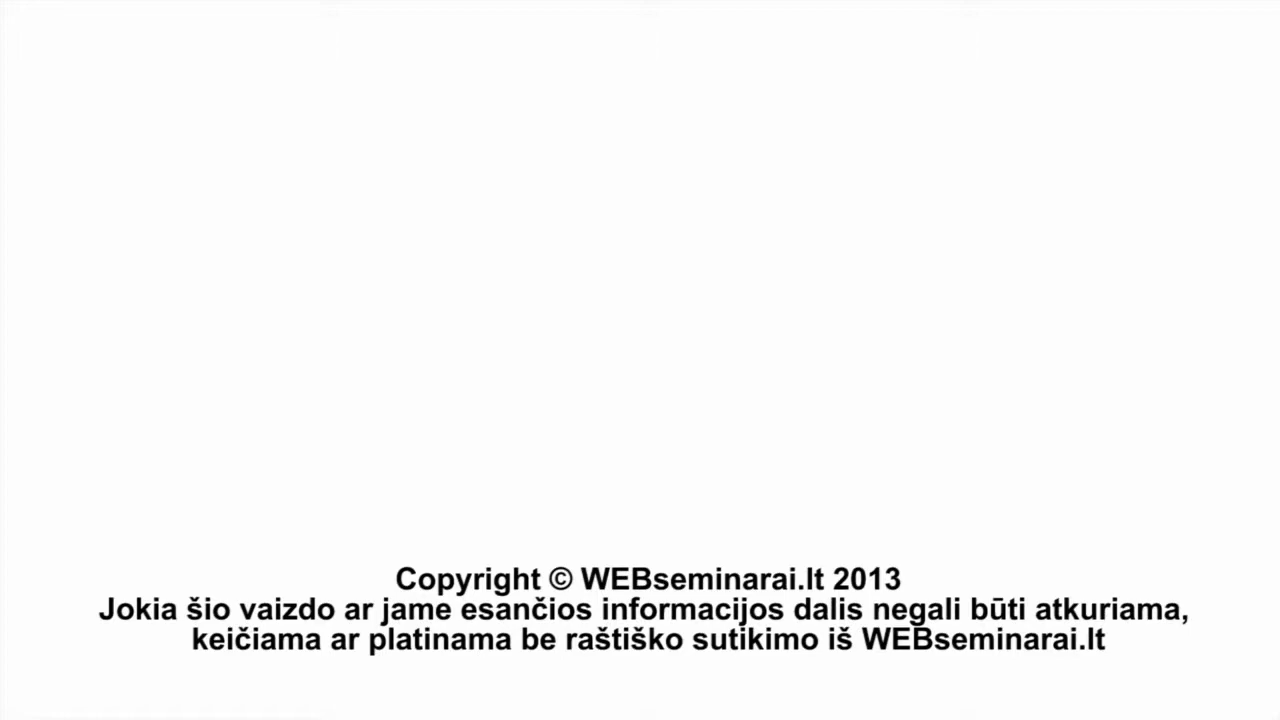 Copyright © WEBseminarai.lt 2013
Jokia šio vaizdo ar jame esančios informacijos dalis negali būti atkuriama,
keičiama ar platinama be raštiško sutikimo iš WEBseminarai.lt